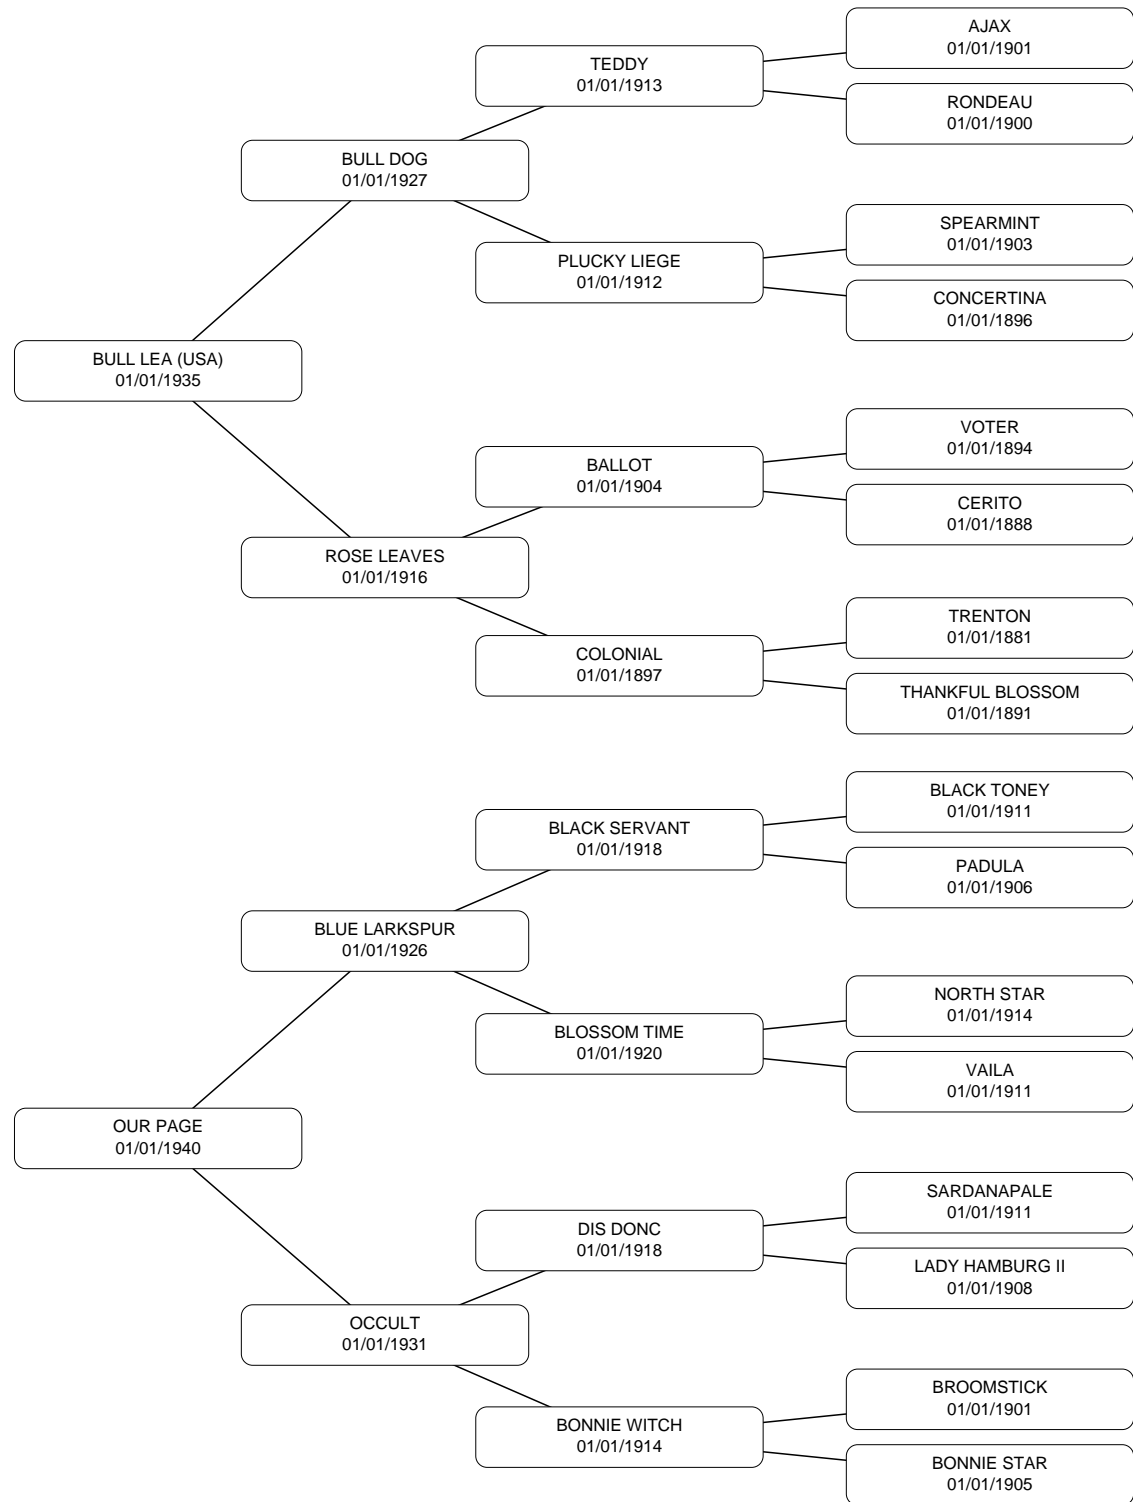 AJAX
01/01/1901
TEDDY
01/01/1913
RONDEAU
01/01/1900
BULL DOG
01/01/1927
SPEARMINT
01/01/1903
PLUCKY LIEGE
01/01/1912
CONCERTINA
01/01/1896
BULL LEA (USA)
01/01/1935
VOTER
01/01/1894
BALLOT
01/01/1904
CERITO
01/01/1888
ROSE LEAVES
01/01/1916
TRENTON
01/01/1881
COLONIAL
01/01/1897
THANKFUL BLOSSOM
01/01/1891
BLACK TONEY
01/01/1911
BLACK SERVANT
01/01/1918
PADULA
01/01/1906
BLUE LARKSPUR
01/01/1926
NORTH STAR
01/01/1914
BLOSSOM TIME
01/01/1920
VAILA
01/01/1911
OUR PAGE
01/01/1940
SARDANAPALE
01/01/1911
DIS DONC
01/01/1918
LADY HAMBURG II
01/01/1908
OCCULT
01/01/1931
BROOMSTICK
01/01/1901
BONNIE WITCH
01/01/1914
BONNIE STAR
01/01/1905